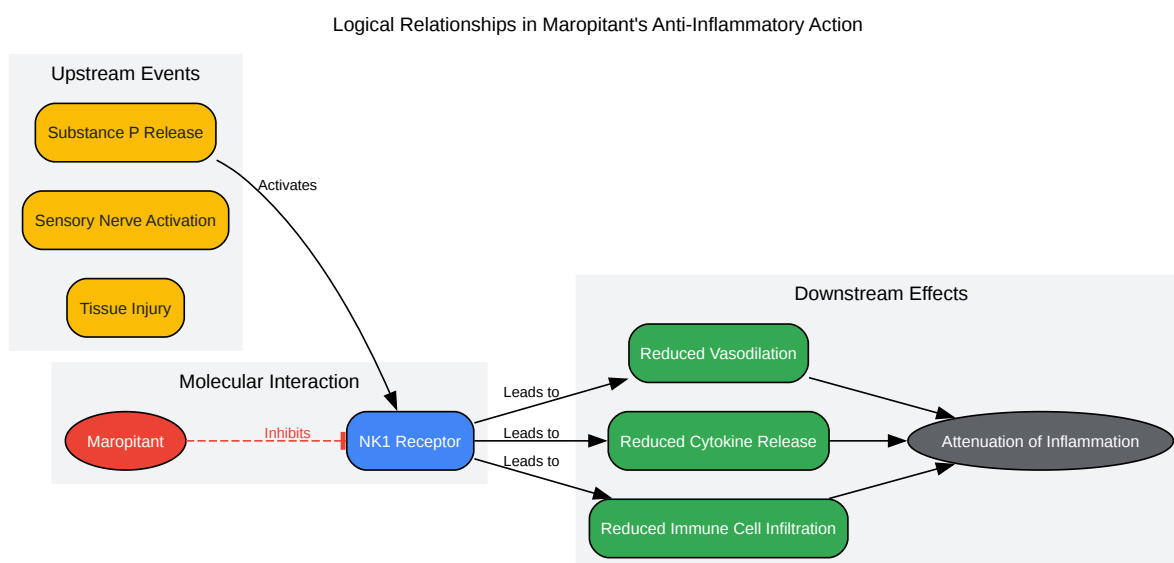 Logical Relationships in Maropitant's Anti-Inflammatory Action
Upstream Events
Substance P Release
Activates
Sensory Nerve Activation
Tissue Injury
Molecular Interaction
Maropitant
Inhibits
NK1 Receptor
Downstream Effects
Leads to
Reduced Vasodilation
Leads to
Reduced Cytokine Release
Leads to
Reduced Immune Cell Infiltration
Attenuation of Inflammation